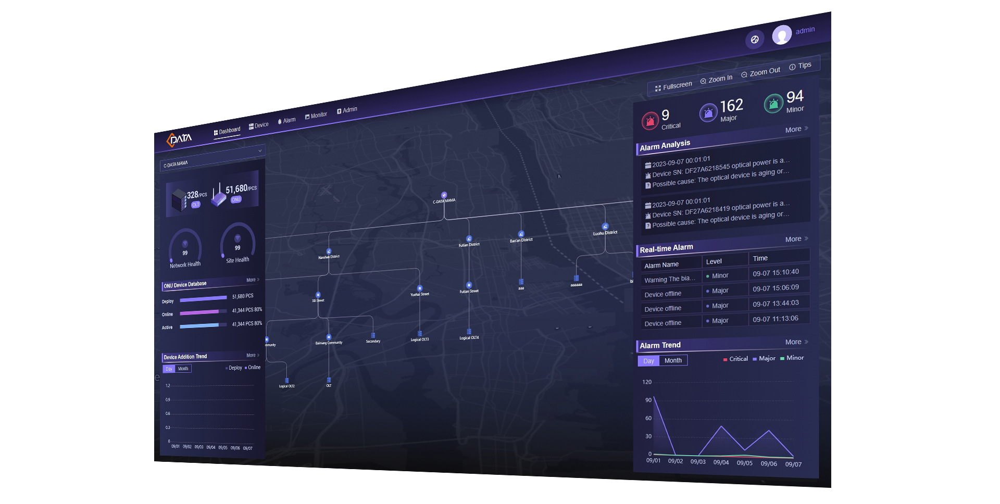 admin
Fullscreen Zoom In Zoom Out Tips
DATA
Dashboard Device Alarm Monitor Admin
C-DATA MAMA
328/PCS
OLT
51,680/PCS
ONU
99
Network Health
99
Site Health
ONU Device Database More
Deploy 51,680 PCS
Online 41,344 PCS 80%
Active 41,344 PCS 80%
Device Addition Trend More
Day Month Deploy Online
1.2
0.9
0.6
0.3
0
09/01 09/02 09/03 09/04 09/05 09/06 09/07
C-DATA MAMA
Nanshan District
Futian District
Bao'an District
Luohu District
Xili Street
Yuehai Street
Futian Street
aaa
aaaaaa
Baimang Community
Secondary
Logical OLT3
Logical OLT4
Logical OLT2
OLT
9
Critical
162
Major
94
Minor
Alarm Analysis More
2023-09-07 00:01:01
Device SN: DF27A6218545 optical power is a...
Possible cause: The optical device is aging or...
2023-09-07 00:01:01
Device SN: DF27A6218419 optical power is a...
Possible cause: The optical device is aging or...
Real-time Alarm More
Alarm Name Level Time
Warning The bia... Minor 09-07 15:10:40
Device offline Major 09-07 15:06:09
Device offline Major 09-07 13:44:03
Device offline Major 09-07 11:13:06
Alarm Trend More
Day Month Critical Major Minor
120
90
60
30
0
09/01 09/02 09/03 09/04 09/05 09/06 09/07